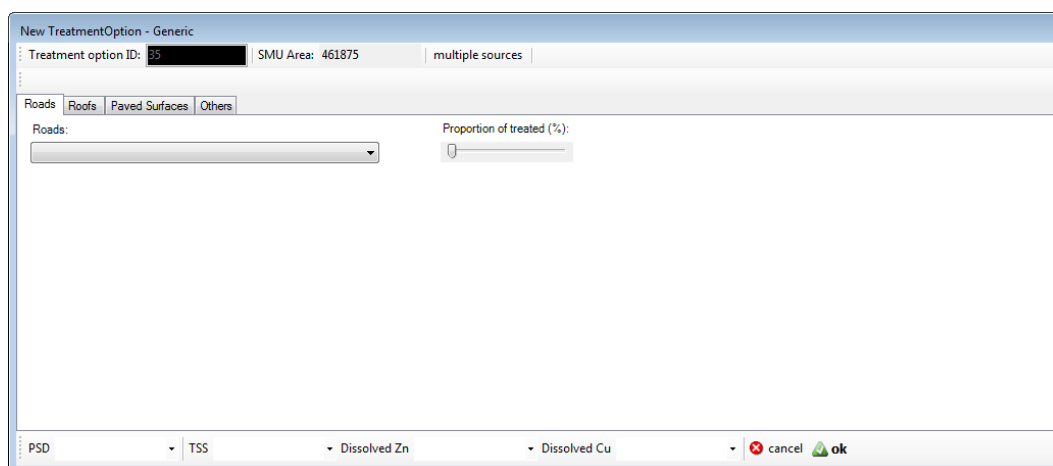 New TreatmentOption - Generic
Treatment option ID: 35 SMU Area: 461875 multiple sources
Roads Roofs Paved Surfaces Others
Roads: Proportion of treated (%):
PSD TSS Dissolved Zn Dissolved Cu cancel ok